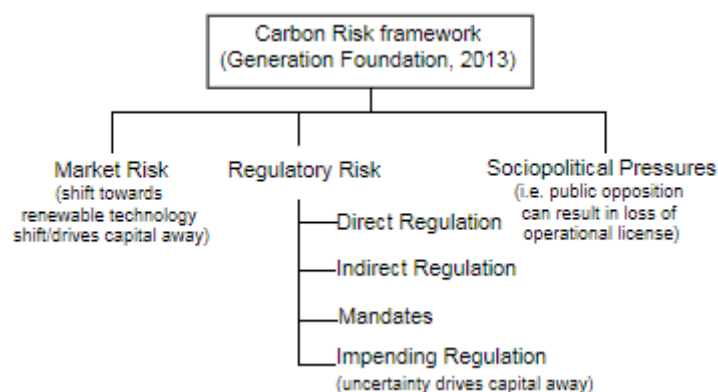 Carbon Risk framework
(Generation Foundation, 2013)
Market Risk
(shift towards
renewable technology
shift/drives capital away)
Regulatory Risk
Direct Regulation
Indirect Regulation
Mandates
Impending Regulation
(uncertainty drives capital away)
Sociopolitical Pressures
(i.e. public opposition
can result in loss of
operational license)